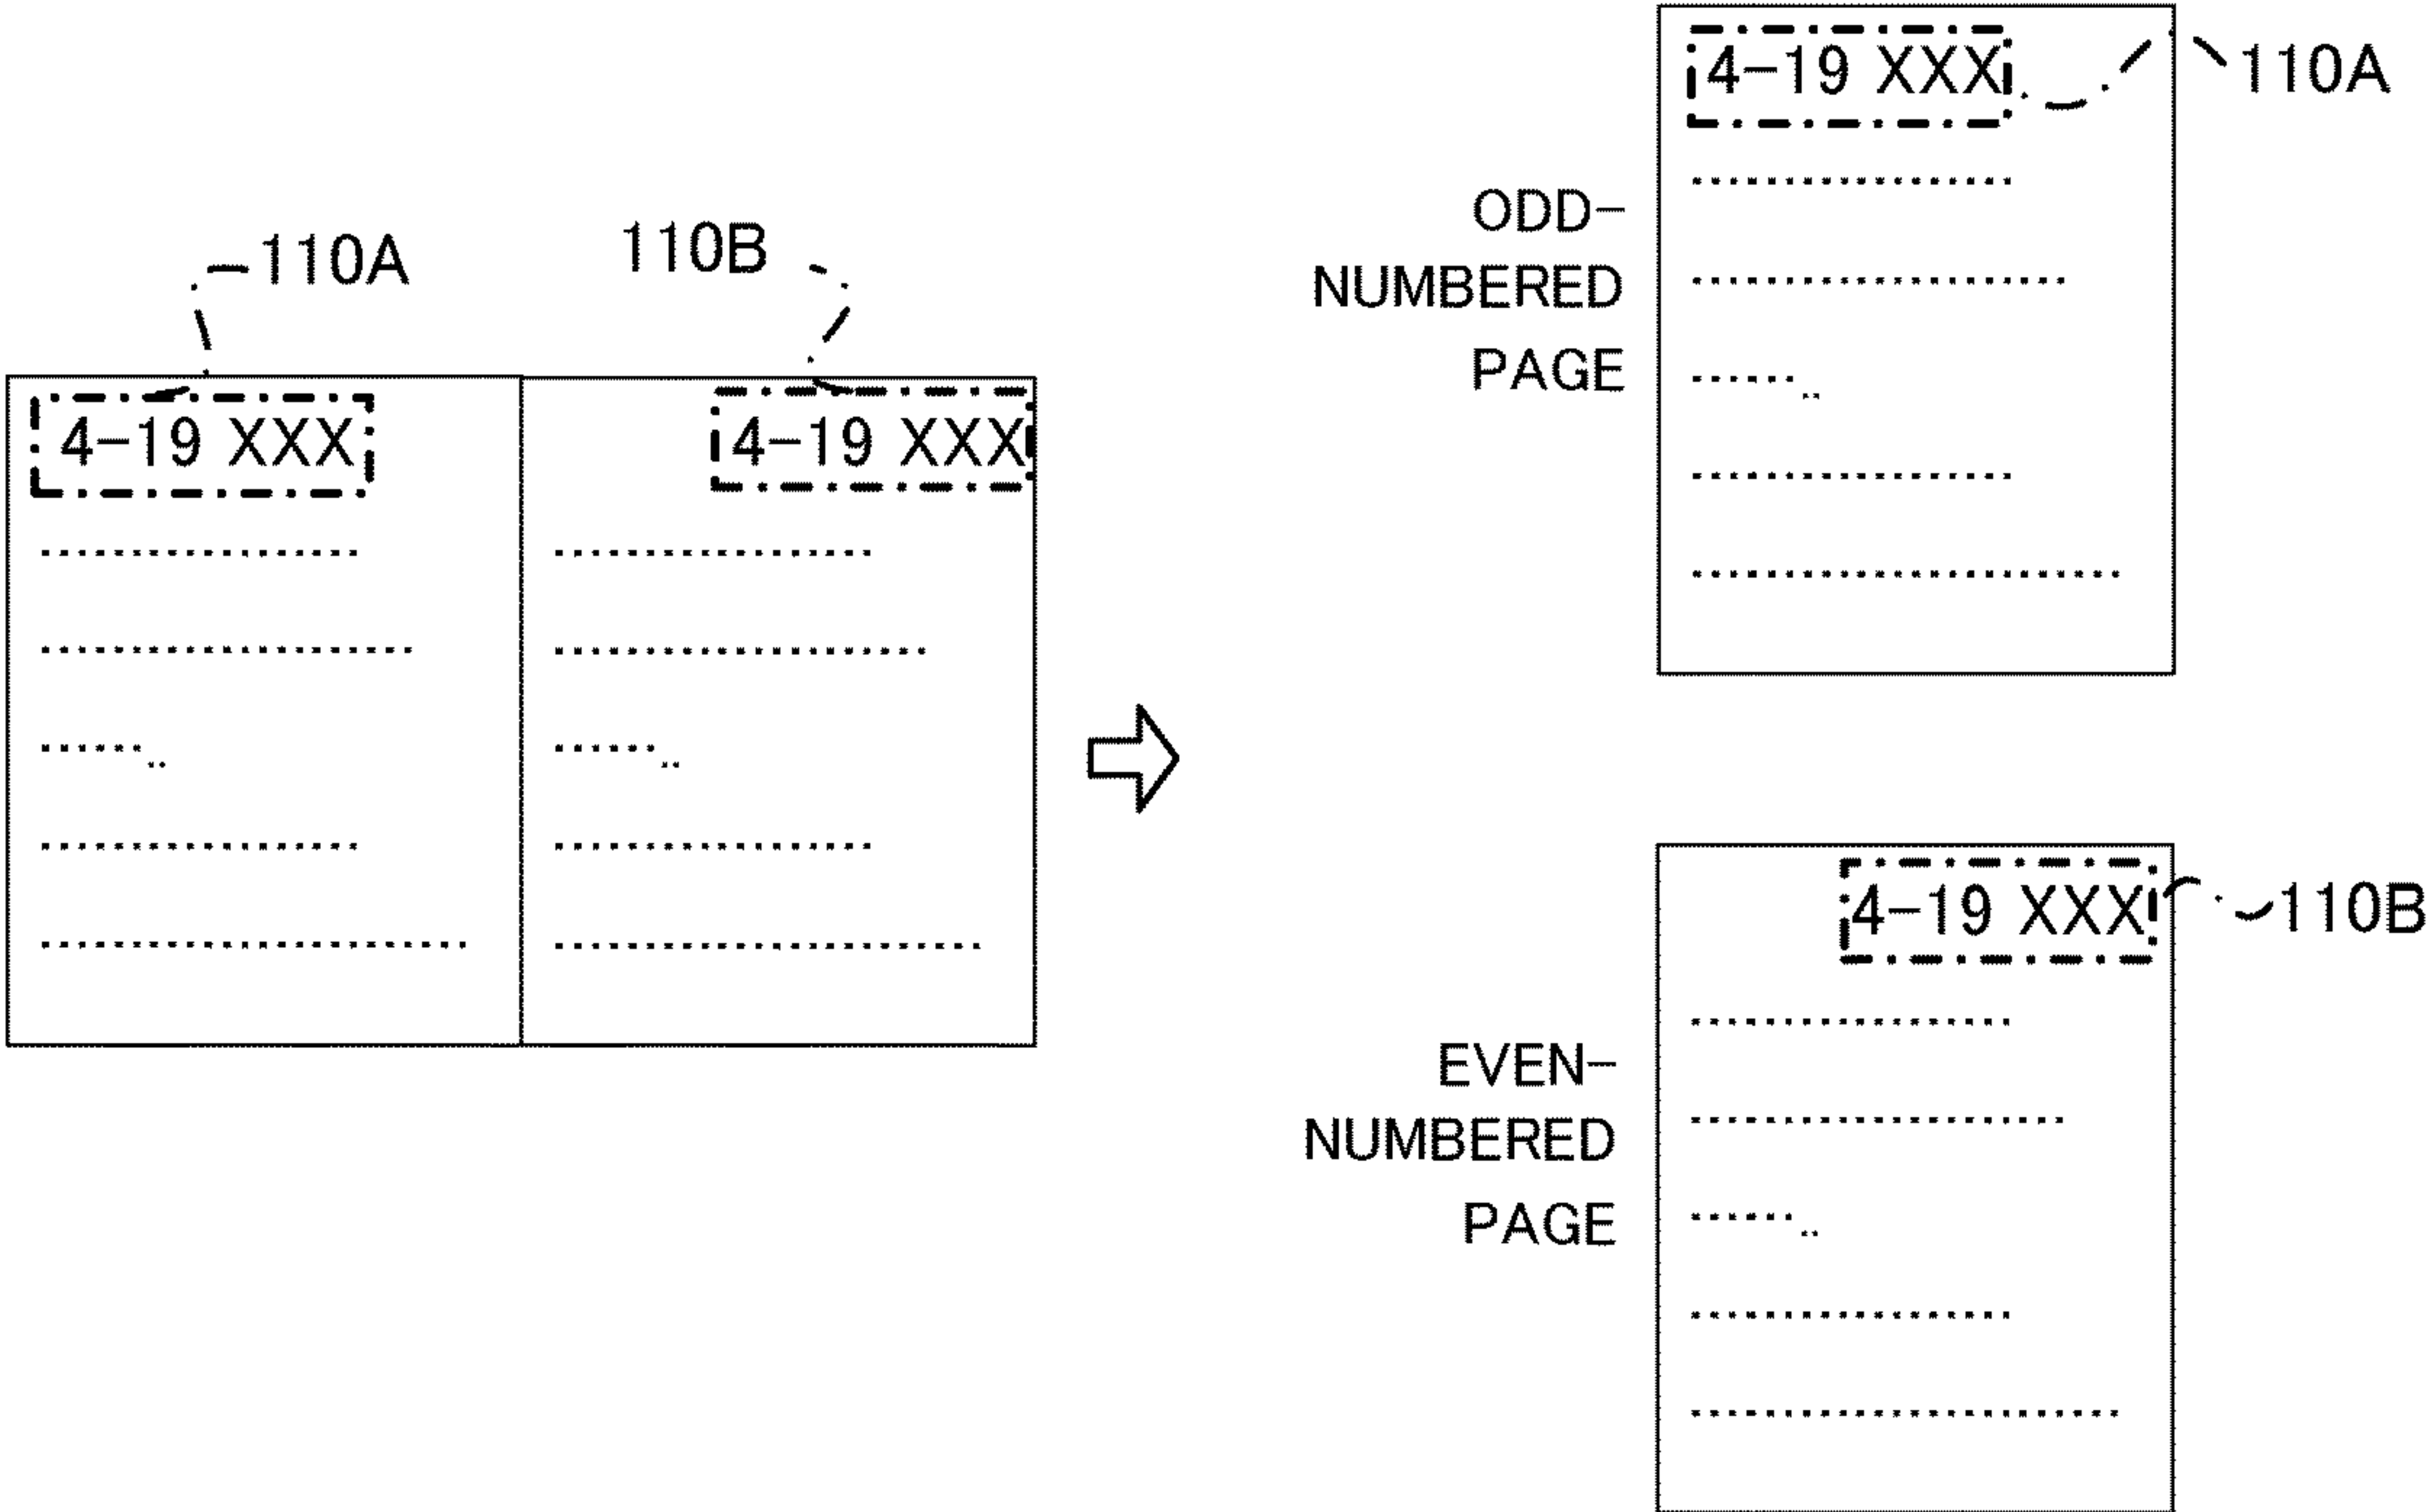 110A
110B
4-19 XXX
4-19 XXX
4-19 XXX
110A
ODD-
NUMBERED
PAGE
4-19 XXX
110B
EVEN-
NUMBERED
PAGE